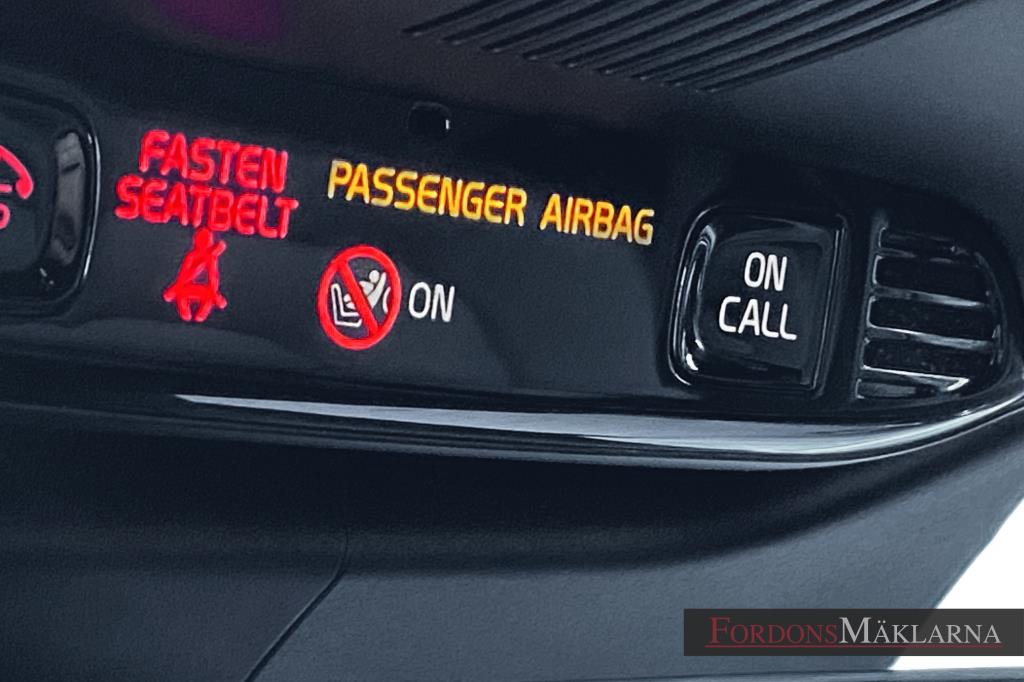 FASTEN
SEATBELT
PASSENGER AIRBAG
ON
ON
CALL
FORDONSMÄKLARNA